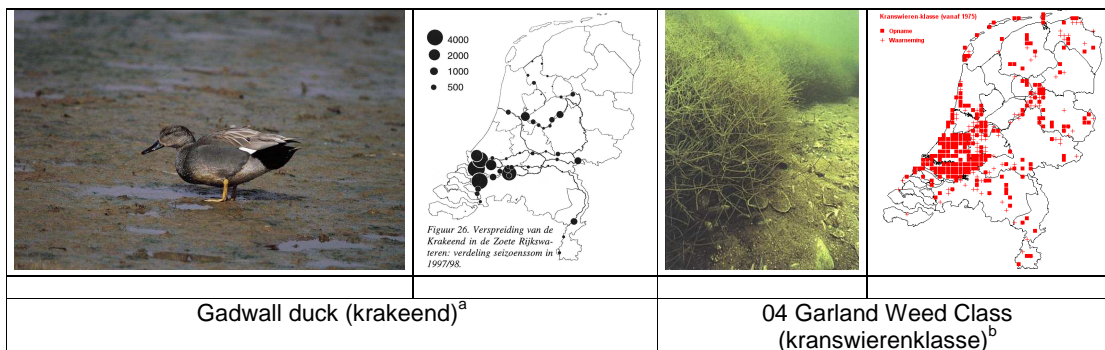 4000
2000
1000
500
Figuur 26. Verspreiding van de
Krakeend in de Zoete Rijkswa-
teren: verdeling seizoenssom in
1997/98.
Kranswieren-klasse (vanaf 1975)
Opname
Waarneming
Gadwall duck (krakeend)a
04 Garland Weed Class
(kranswierenklasse)b